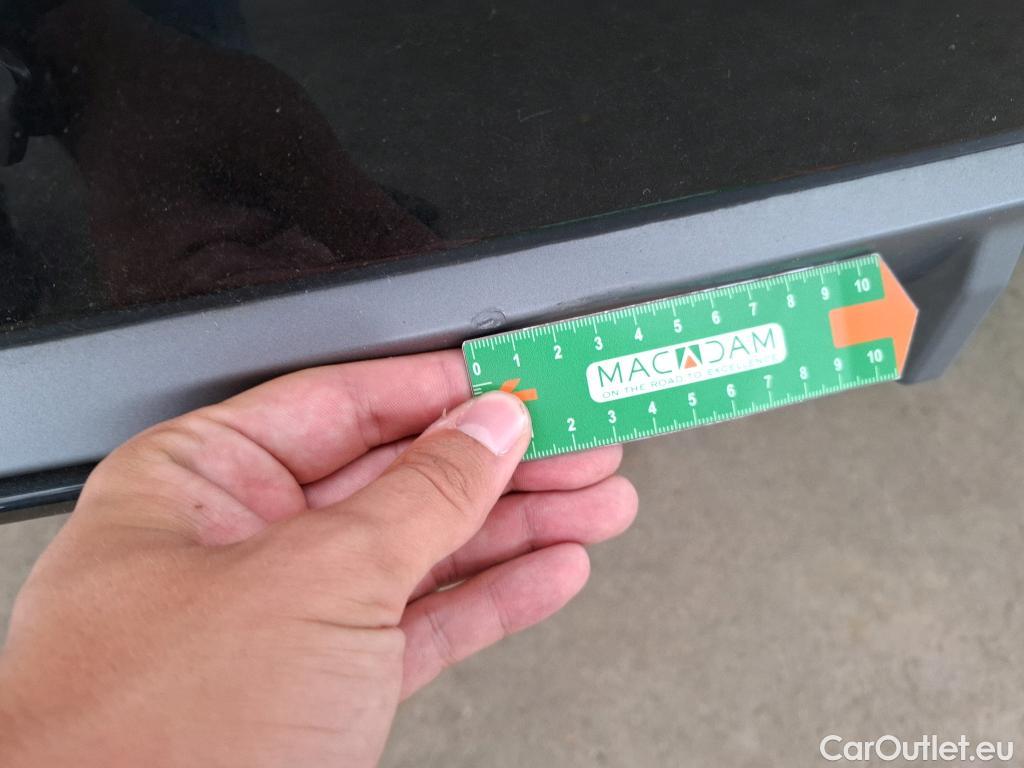 0 1 2 3 4 5 6 7 8 9 10
MACADAM
ON THE ROAD TO EXCELLENCE
2 3 4 5 6 7 8 9 10
CarOutlet.eu